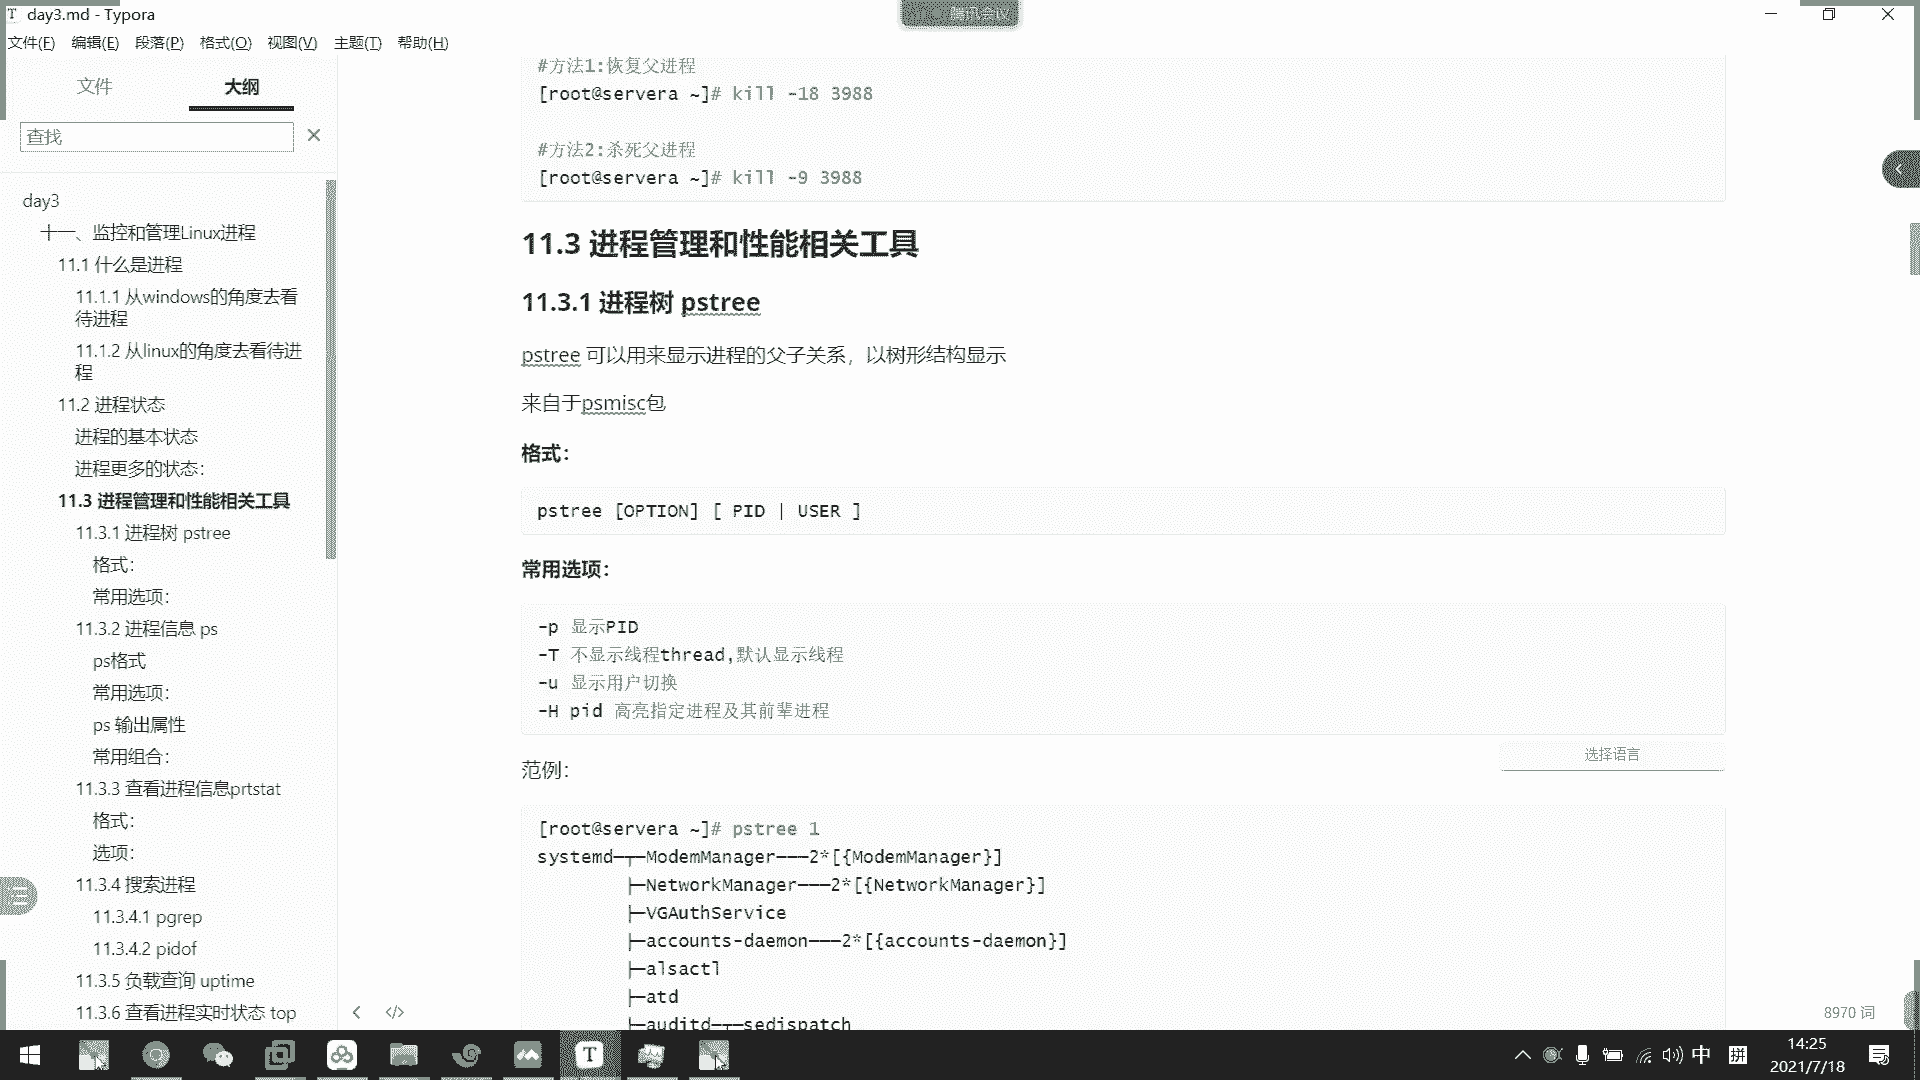 day3.md - Typora
腾讯会议
文件(F) 编辑(E) 段落(P) 格式(O) 视图(V) 主题(T) 帮助(H)
文件 大纲
查找
day3
十一、监控和管理Linux进程
11.1 什么是进程
11.1.1 从windows的角度去看
待进程
11.1.2 从linux的角度去看待进
程
11.2 进程状态
进程的基本状态
进程更多的状态：
11.3 进程管理和性能相关工具
11.3.1 进程树 pstree
格式：
常用选项：
11.3.2 进程信息 ps
ps格式
常用选项：
ps 输出属性
常用组合：
11.3.3 查看进程信息prtstat
格式：
选项：
11.3.4 搜索进程
11.3.4.1 pgrep
11.3.4.2 pidof
11.3.5 负载查询 uptime
11.3.6 查看进程实时状态 top
#方法1:恢复父进程
[root@servera ~]# kill -18 3988
#方法2:杀死父进程
[root@servera ~]# kill -9 3988
11.3 进程管理和性能相关工具
11.3.1 进程树 pstree
pstree 可以用来显示进程的父子关系，以树形结构显示
来自于psmisc包
格式：
pstree [OPTION] [ PID | USER ]
常用选项：
-p 显示PID
-T 不显示线程thread,默认显示线程
-u 显示用户切换
-H pid 高亮指定进程及其前辈进程
选择语言
范例：
[root@servera ~]# pstree 1
systemd─┬─ModemManager───2*[{ModemManager}]
├─NetworkManager───2*[{NetworkManager}]
├─VGAuthService
├─accounts-daemon───2*[{accounts-daemon}]
├─alsactl
├─atd
├─auditd─┬─sedispatch
8970 词
中 拼
14:25
2021/7/18